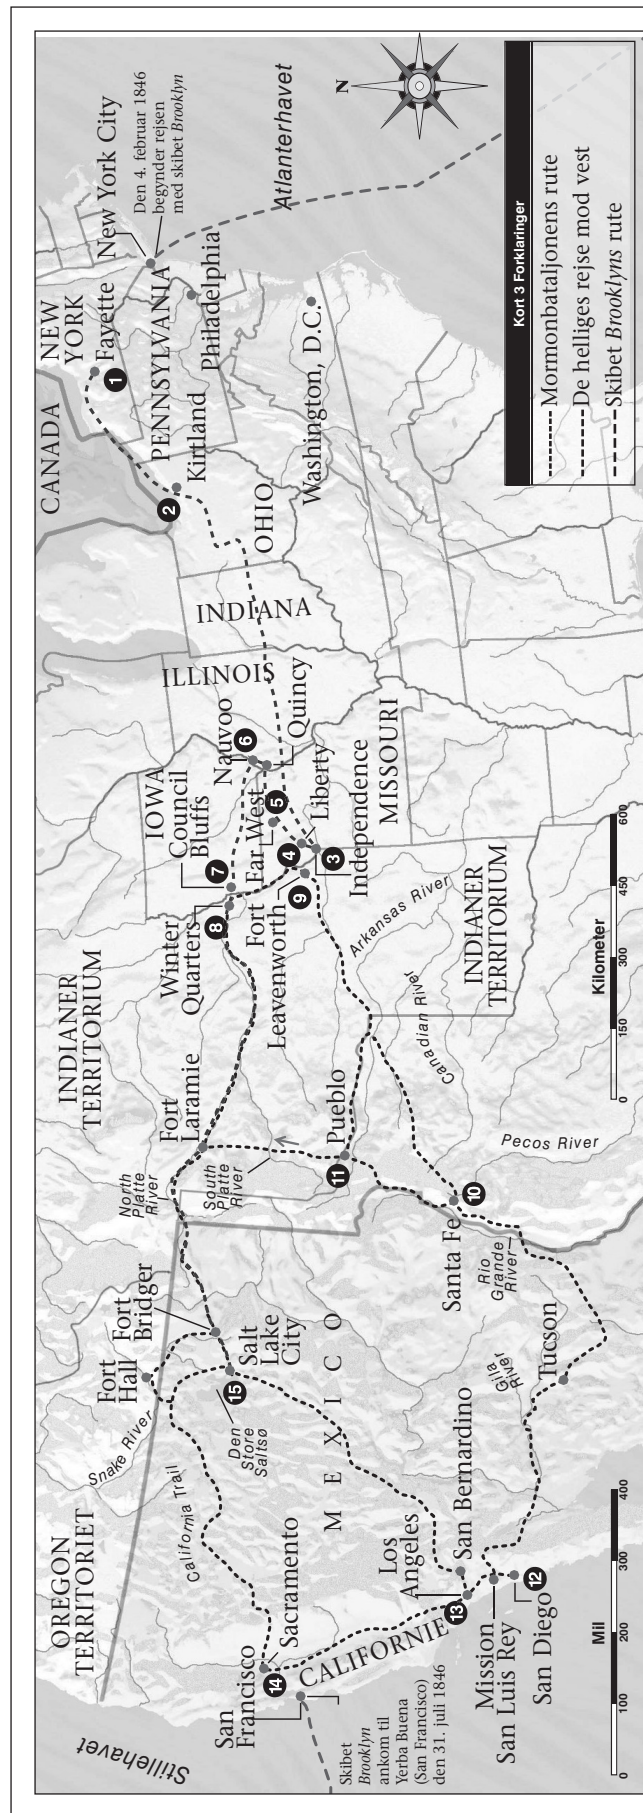 Kort 3 Forklaringer
Mormonbataljonens rute
De helliges rejse mod vest
Skibet Brooklyns rute
N
Atlanterhavet
Stillehavet
CANADA
NEW
YORK
Fayette
1
New York City
Den 4. februar 1846
begynder rejsen
med skibet Brooklyn
PENNSYLVANIA
Philadelphia
Kirtland
2
Washington, D.C.
OHIO
INDIANA
ILLINOIS
Nauvoo
6
Quincy
IOWA
Council
Bluffs
7
Far West
5
Liberty
4
Independence
3
MISSOURI
Winter
Quarters
8
Fort
Leavenworth
9
INDIANER
TERRITORIUM
INDIANER
TERRITORIUM
Arkansas River
Canadian River
Pecos River
Fort
Laramie
North
Platte
River
South
Platte
River
Pueblo
11
Santa Fe
10
Rio
Grande
River
Fort
Bridger
Fort
Hall
Snake River
Salt
Lake
City
15
Den
Store
Saltsø
MEXICO
Gila
River
Tucson
OREGON
TERRITORIET
California Trail
Sacramento
San
Francisco
14
CALIFORNIEN
Los
Angeles
13
San Bernardino
Mission
San Luis Rey
San Diego
12
Skibet
Brooklyn
ankom til
Yerba Buena
(San Francisco)
den 31. juli 1846
Mil
0
100
200
300
400
Kilometer
0
150
300
450
600